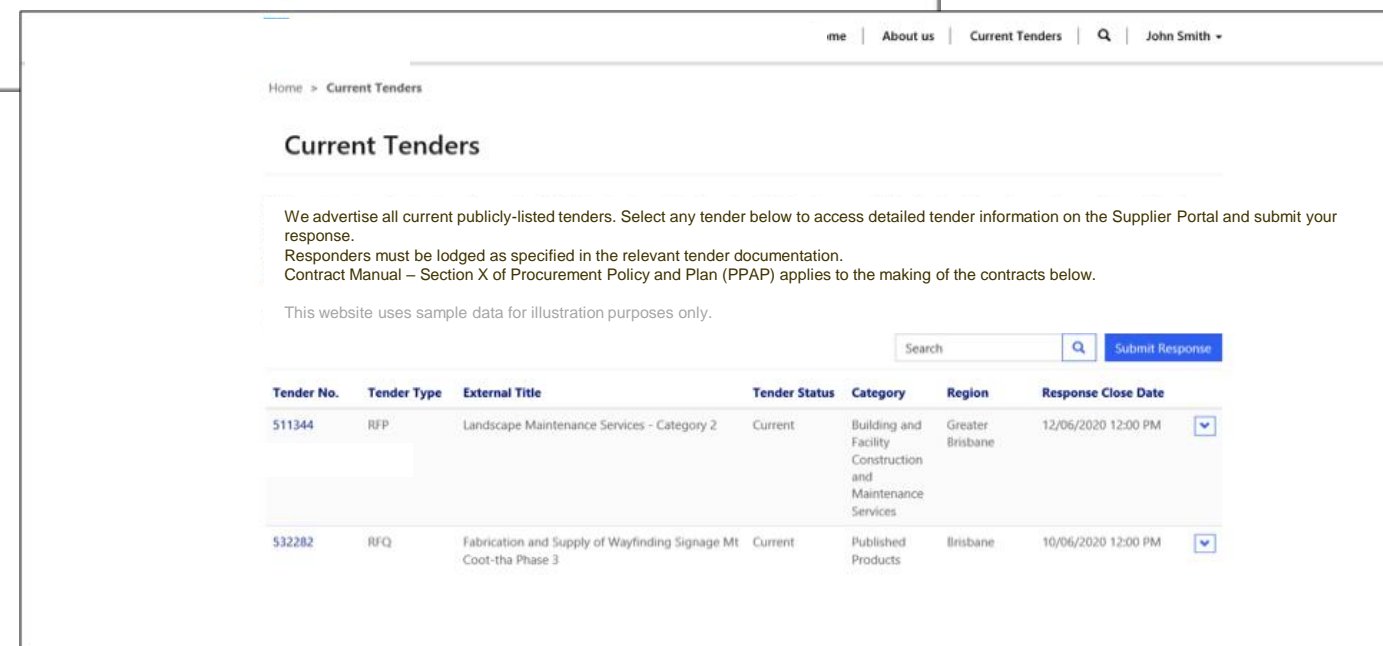 me | About us | Current Tenders | John Smith
Home > Current Tenders
Current Tenders
We advertise all current publicly-listed tenders. Select any tender below to access detailed tender information on the Supplier Portal and submit your
response.
Responders must be lodged as specified in the relevant tender documentation.
Contract Manual – Section X of Procurement Policy and Plan (PPAP) applies to the making of the contracts below.
This website uses sample data for illustration purposes only.
Search Submit Response
Tender No. Tender Type External Title Tender Status Category Region Response Close Date
511344 RFP Landscape Maintenance Services - Category 2 Current Building and Greater 12/06/2020 12:00 PM
Facility Brisbane
Construction
and
Maintenance
Services
532282 RFQ Fabrication and Supply of Wayfinding Signage Mt Current Published Brisbane 10/06/2020 12:00 PM
Coot-tha Phase 3 Products